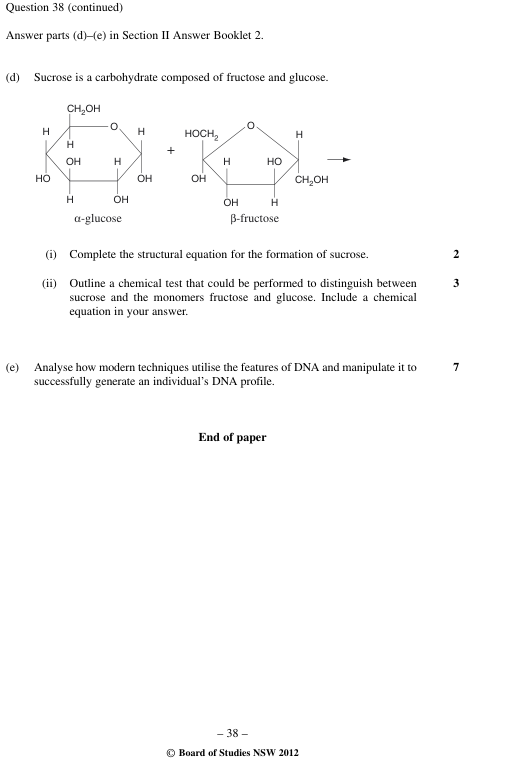 Question 38 (continued)
Answer parts (d)–(e) in Section II Answer Booklet 2.
(d) Sucrose is a carbohydrate composed of fructose and glucose.
CH2OH
H O H HOCH2 O H
H
+
OH H H HO
HO OH OH CH2OH
H OH OH H
α-glucose β-fructose
(i) Complete the structural equation for the formation of sucrose. 2
(ii) Outline a chemical test that could be performed to distinguish between 3
sucrose and the monomers fructose and glucose. Include a chemical
equation in your answer.
(e) Analyse how modern techniques utilise the features of DNA and manipulate it to 7
successfully generate an individual's DNA profile.
End of paper
– 38 –
© Board of Studies NSW 2012